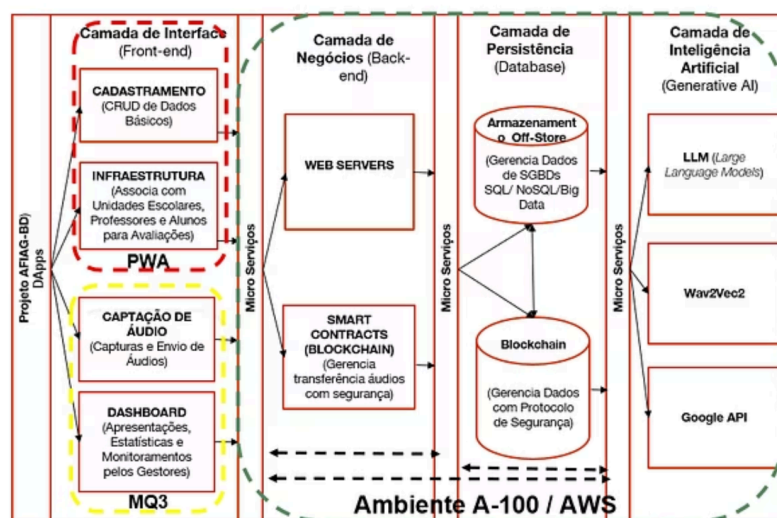 Projeto AFIAG-BD
DApps
Camada de Interface
(Front-end)
CADASTRAMENTO
(CRUD de Dados
Básicos)
INFRAESTRUTURA
(Associa com
Unidades Escolares,
Professores e Alunos
para Avaliações)
PWA
CAPTAÇÃO DE
ÁUDIO
(Capturas e Envio de
Áudios)
DASHBOARD
(Apresentações,
Estatísticas e
Monitoramentos
pelos Gestores)
MQ3
Micro Serviços
Camada de
Negócios (Back-
end)
WEB SERVERS
SMART
CONTRACTS
(BLOCKCHAIN)
(Gerencia
transferência áudios
com segurança)
Micro Serviços
Camada de
Persistência
(Database)
Armazenament
o Off-Store
(Gerencia Dados
de SGBDs
SQL/ NoSQL/Big
Data)
Blockchain
(Gerencia Dados
com Protocolo
de Segurança)
Micro Serviços
Camada de
Inteligência
Artificial
(Generative AI)
LLM (Large
Language Models)
Wav2Vec2
Google API
Ambiente A-100 / AWS